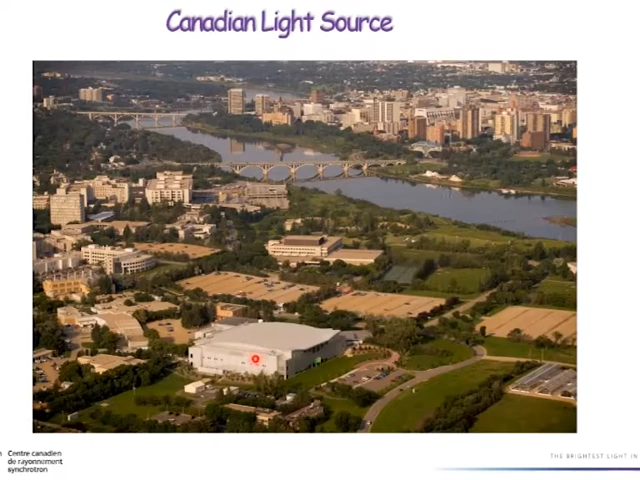 Canadian Light Source
Centre canadien
de rayonnement
synchrotron
THE BRIGHTEST LIGHT IN